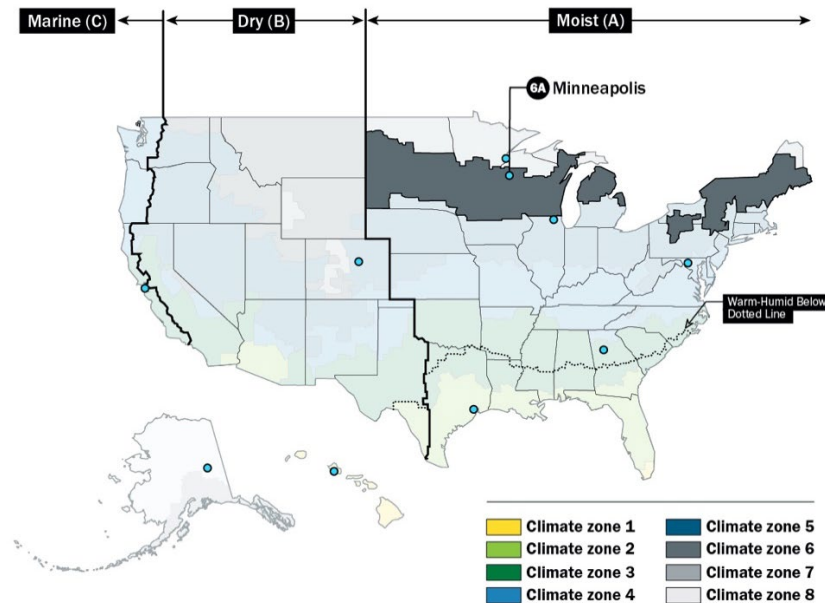 Marine (C)
Dry (B)
Moist (A)
6A Minneapolis
Warm-Humid Below
Dotted Line
Climate zone 1
Climate zone 2
Climate zone 3
Climate zone 4
Climate zone 5
Climate zone 6
Climate zone 7
Climate zone 8